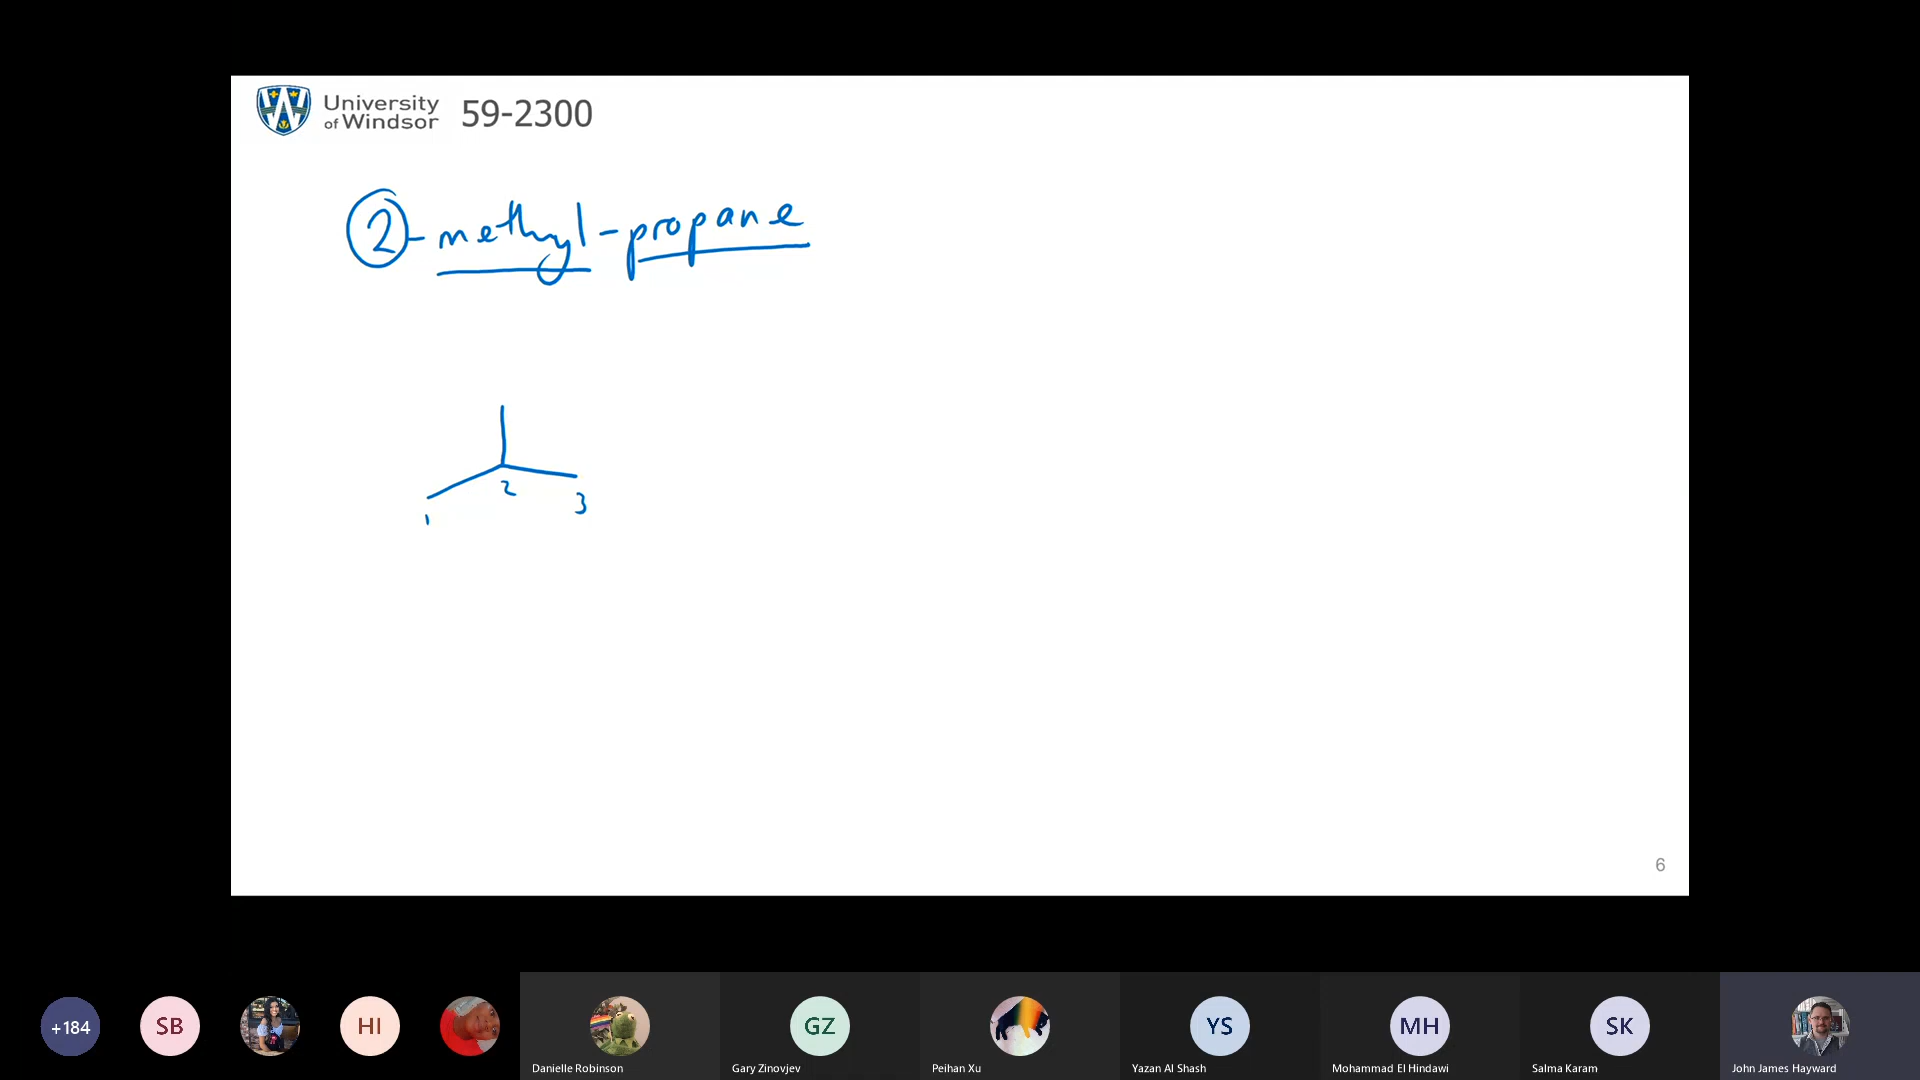 University
of Windsor
59-2300
2-methyl-propane
1
2
3
6
+184
SB
HI
GZ
YS
MH
SK
Danielle Robinson
Gary Zinovjev
Peihan Xu
Yazan Al Shash
Mohammad El Hindawi
Salma Karam
John James Hayward